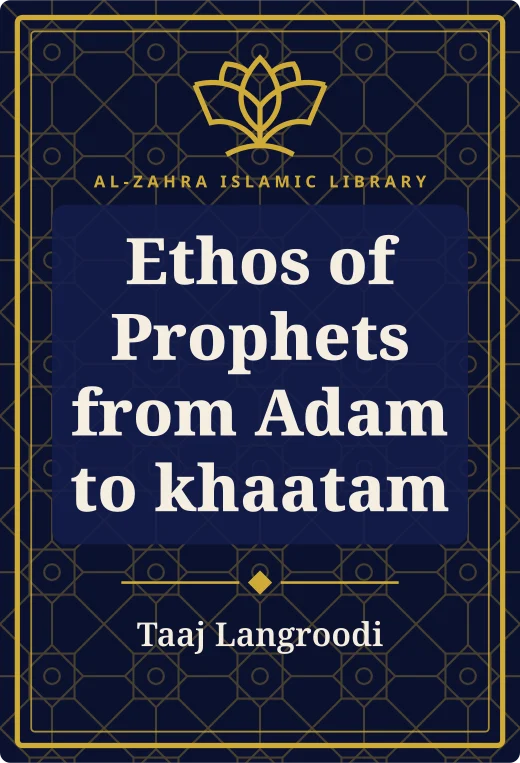 AL-ZAHRA ISLAMIC LIBRARY
Ethos of
Prophets
from Adam
to khaatam
Taaj Langroodi